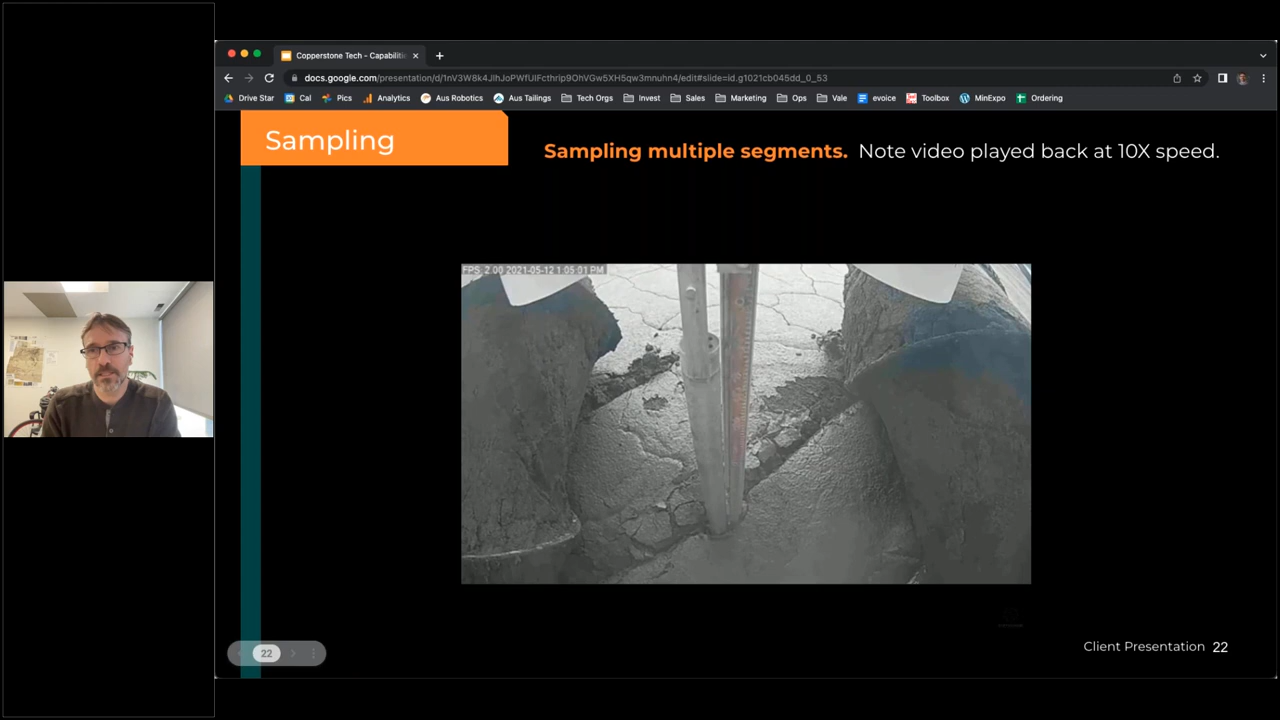 Copperstone Tech - Capabiliti
docs.google.com/presentation/d/1nV3W8k4JlhJoPWfUlFcthrip9OhVGw5XH5qw3mnuhn4/edit#slide=id.g1021cb045dd_0_53
Drive Star Cal Pics Analytics Aus Robotics Aus Tailings Tech Orgs Invest Sales Marketing Ops Vale evoice Toolbox MinExpo Ordering
Sampling
Sampling multiple segments. Note video played back at 10X speed.
FPS: 2.00 2021-05-12 1:05:01 PM
22
Client Presentation 22